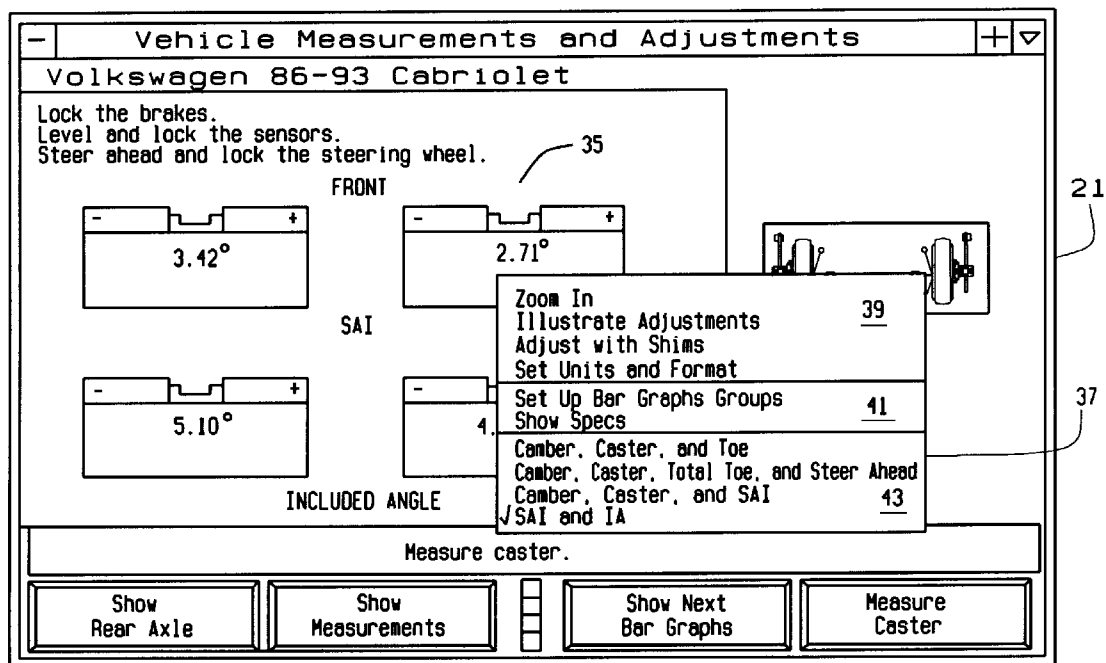 - Vehicle Measurements and Adjustments +
Volkswagen 86-93 Cabriolet
Lock the brakes.
Level and lock the sensors.
Steer ahead and lock the steering wheel.
35
FRONT
21
- +
- +
3.42°
2.71°
SAI
- +
-
5.10°
4.
INCLUDED ANGLE
Zoom In
Illustrate Adjustments
39
Adjust with Shims
Set Units and Format
Set Up Bar Graphs Groups
41
Show Specs
37
Camber, Caster, and Toe
Camber, Caster, Total Toe, and Steer Ahead
Camber, Caster, and SAI
43
√SAI and IA
Measure caster.
Show
Rear Axle
Show
Measurements
Show Next
Bar Graphs
Measure
Caster